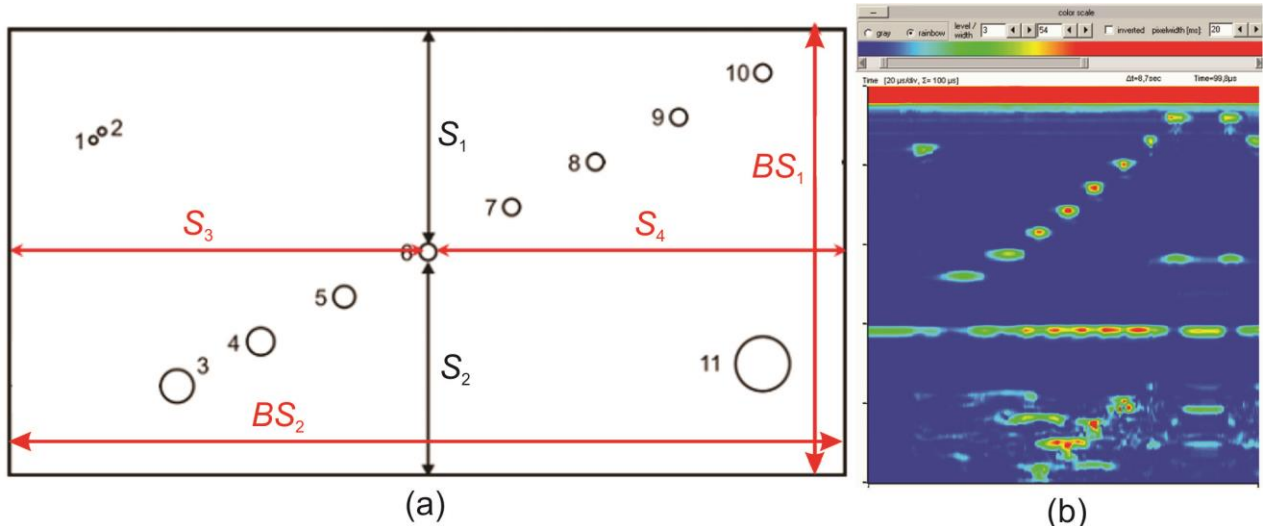 1
2
3
4
5
6
7
8
9
10
11
S1
S2
S3
S4
BS1
BS2
(a)
color scale
gray
rainbow
level / width
3
54
inverted
pixelwidth [ms]:
20
Time [20 µs/div, Σ= 100 µs]
Δt=8,7sec
Time=99,8µs
(b)